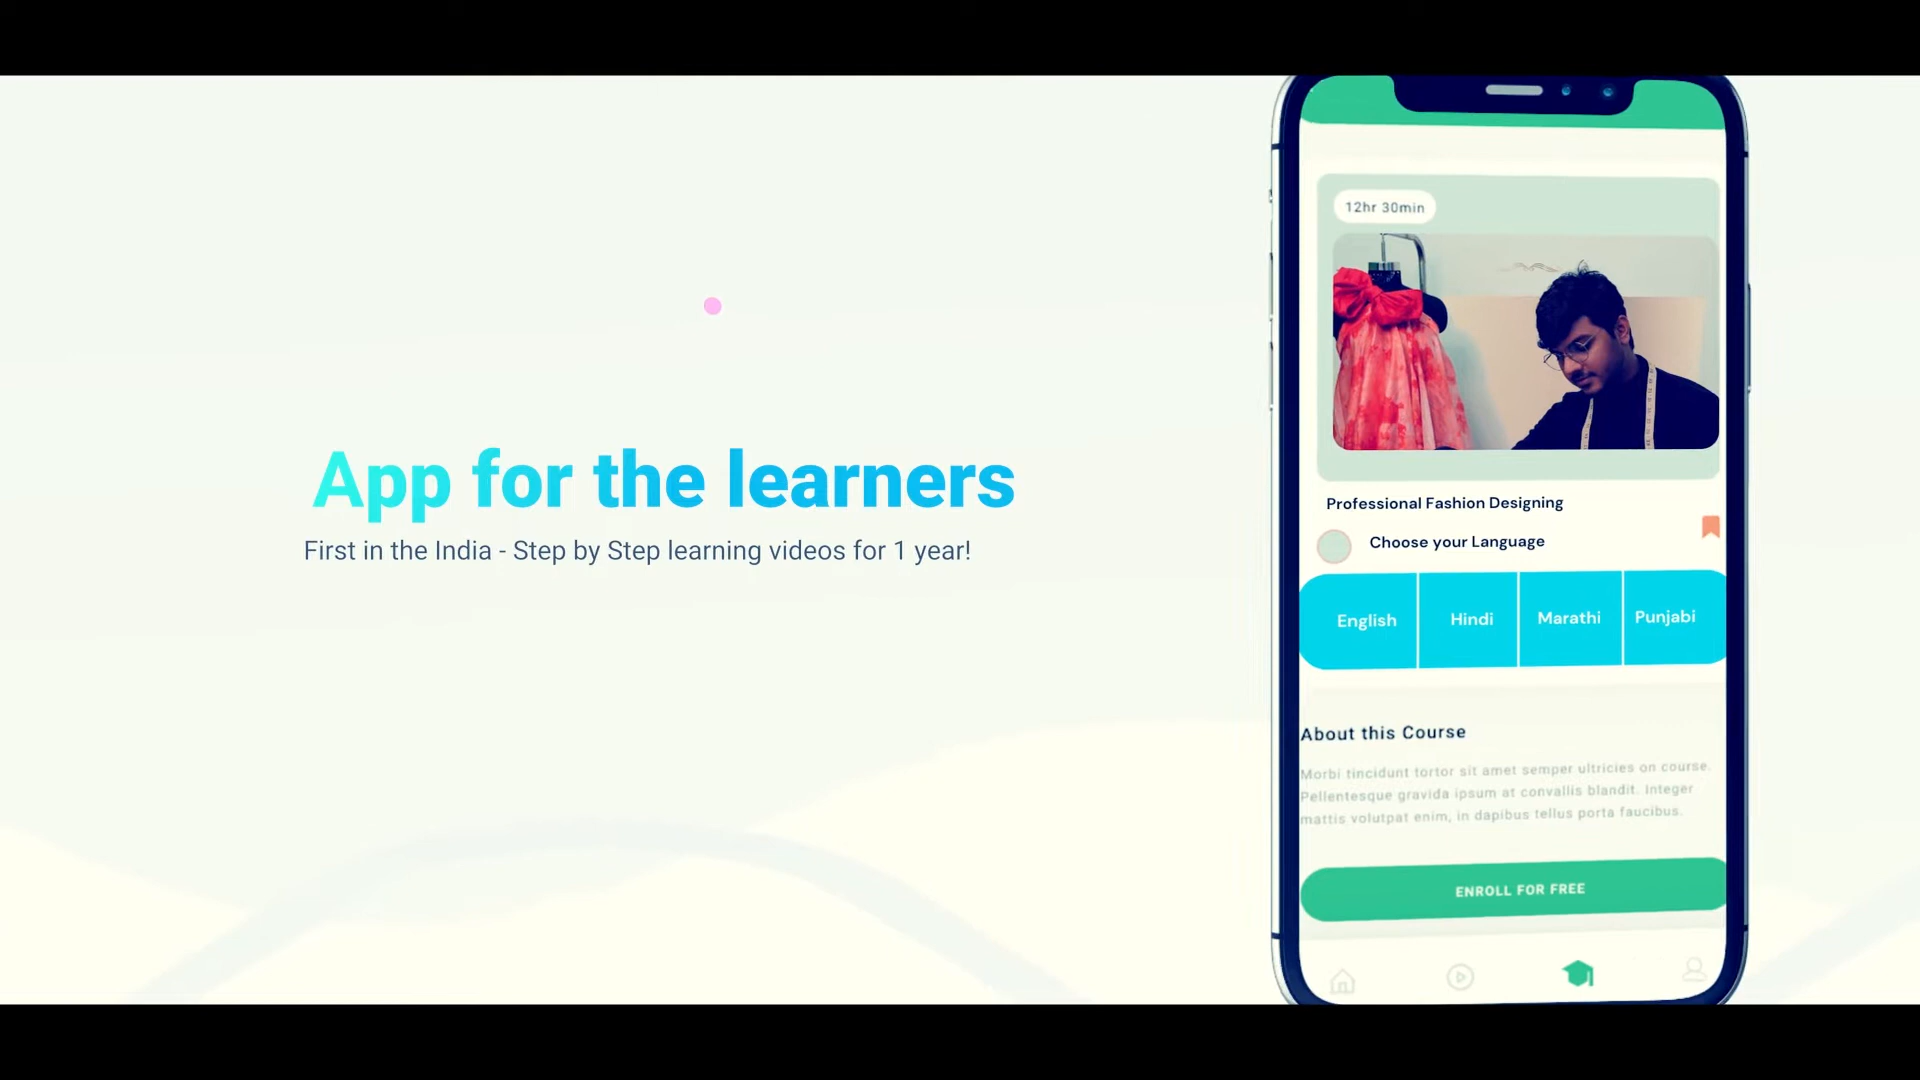 App for the learners
First in the India - Step by Step learning videos for 1 year!
12hr 30min
Professional Fashion Designing
Choose your Language
English
Hindi
Marathi
Punjabi
About this Course
Morbi tincidunt tortor sit amet semper ultricies on course.
Pellentesque gravida ipsum at convallis blandit. Integer
mattis volutpat enim, in dapibus tellus porta faucibus.
ENROLL FOR FREE